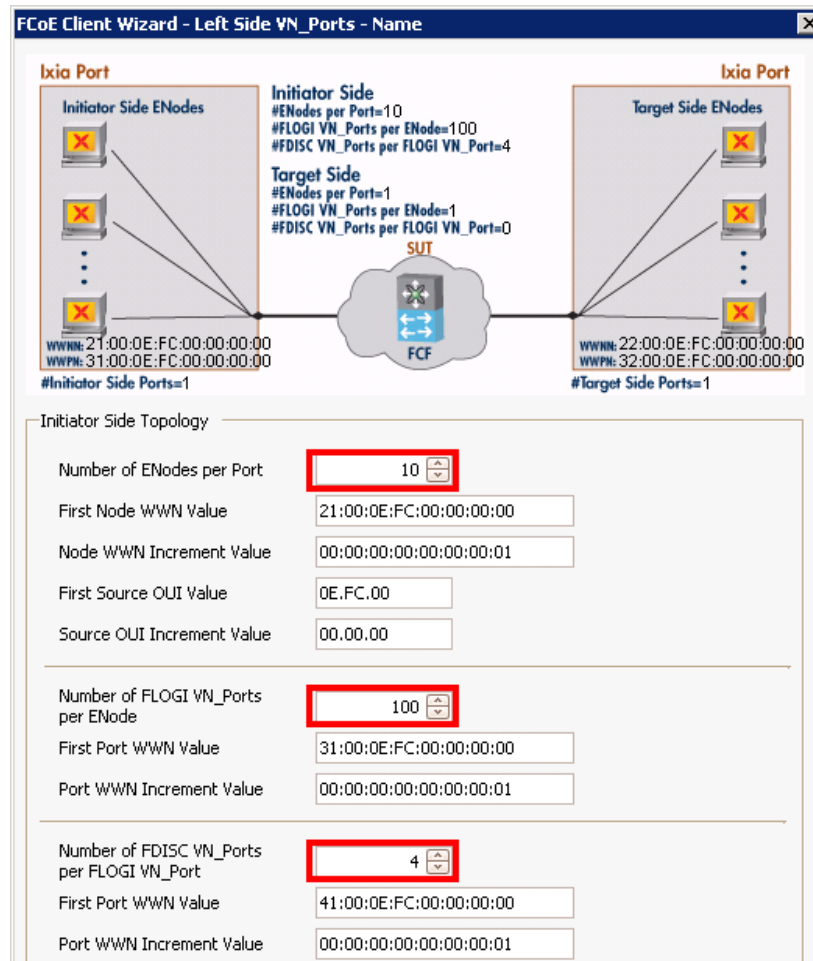 FCoE Client Wizard - Left Side VN_Ports - Name
Ixia Port
Ixia Port
Initiator Side ENodes
Initiator Side
#ENodes per Port=10
#FLOGI VN_Ports per ENode=100
#FDISC VN_Ports per FLOGI VN_Port=4
Target Side
#ENodes per Port=1
#FLOGI VN_Ports per ENode=1
#FDISC VN_Ports per FLOGI VN_Port=0
Target Side ENodes
SUT
FCF
WWNN: 21:00:0E:FC:00:00:00:00
WWPN: 31:00:0E:FC:00:00:00:00
#Initiator Side Ports=1
WWNN: 22:00:0E:FC:00:00:00:00
WWPN: 32:00:0E:FC:00:00:00:00
#Target Side Ports=1
Initiator Side Topology
Number of ENodes per Port 10
First Node WWN Value 21:00:0E:FC:00:00:00:00
Node WWN Increment Value 00:00:00:00:00:00:00:01
First Source OUI Value 0E.FC.00
Source OUI Increment Value 00.00.00
Number of FLOGI VN_Ports
per ENode 100
First Port WWN Value 31:00:0E:FC:00:00:00:00
Port WWN Increment Value 00:00:00:00:00:00:00:01
Number of FDISC VN_Ports
per FLOGI VN_Port 4
First Port WWN Value 41:00:0E:FC:00:00:00:00
Port WWN Increment Value 00:00:00:00:00:00:00:01